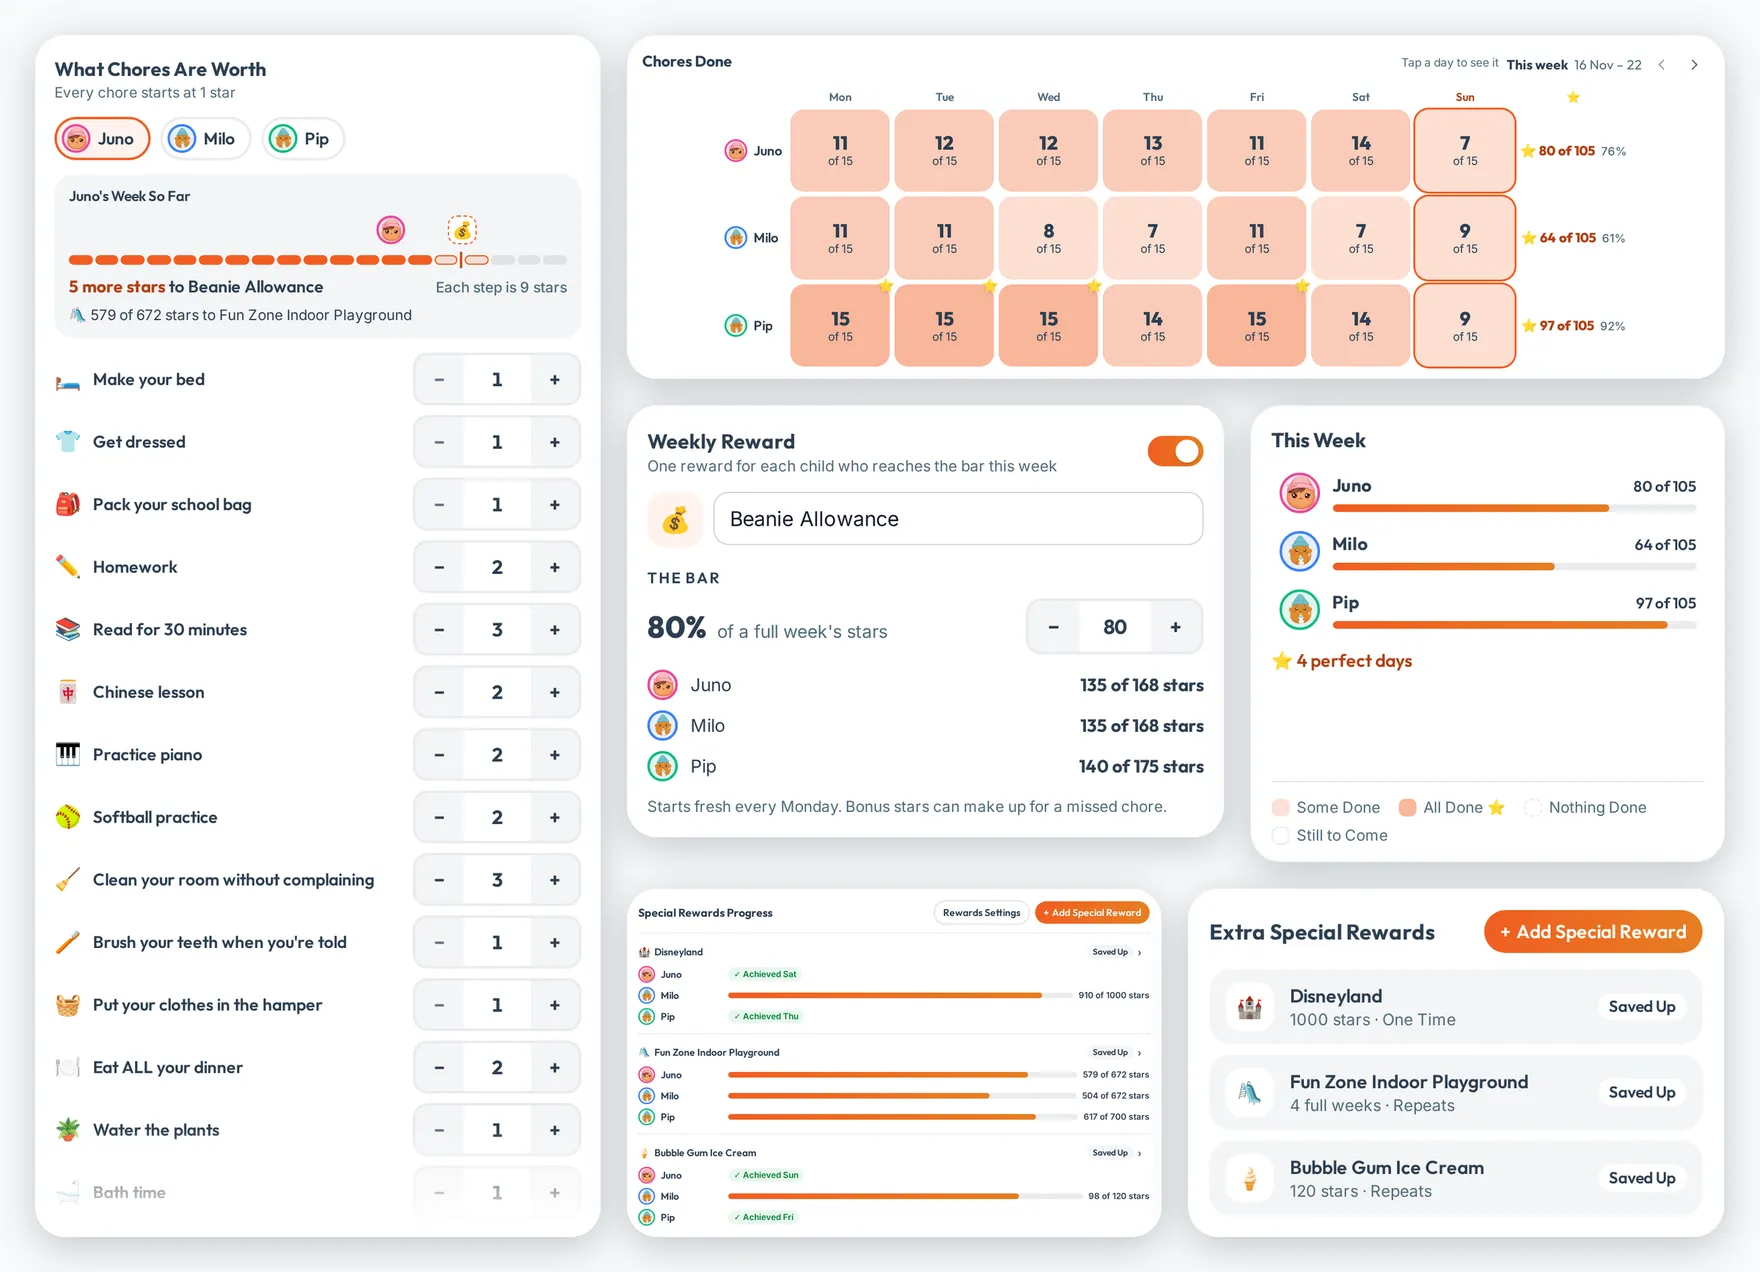 What Chores Are Worth
Every chore starts at 1 star
Juno
Milo
Pip
Juno's Week So Far
5 more stars to Beanie Allowance
Each step is 9 stars
579 of 672 stars to Fun Zone Indoor Playground
Make your bed
− 1 +
Get dressed
− 1 +
Pack your school bag
− 1 +
Homework
− 2 +
Read for 30 minutes
− 3 +
Chinese lesson
− 2 +
Practice piano
− 2 +
Softball practice
− 2 +
Clean your room without complaining
− 3 +
Brush your teeth when you're told
− 1 +
Put your clothes in the hamper
− 1 +
Eat ALL your dinner
− 2 +
Water the plants
− 1 +
Bath time
− 1 +
Chores Done
Tap a day to see it This week 16 Nov – 22
Mon Tue Wed Thu Fri Sat Sun
Juno
11 12 12 13 11 14 7
of 15 of 15 of 15 of 15 of 15 of 15 of 15
80 of 105 76%
Milo
11 11 8 7 11 7 9
of 15 of 15 of 15 of 15 of 15 of 15 of 15
64 of 105 61%
Pip
15 15 15 14 15 14 9
of 15 of 15 of 15 of 15 of 15 of 15 of 15
97 of 105 92%
Weekly Reward
One reward for each child who reaches the bar this week
Beanie Allowance
THE BAR
80% of a full week's stars
− 80 +
Juno 135 of 168 stars
Milo 135 of 168 stars
Pip 140 of 175 stars
Starts fresh every Monday. Bonus stars can make up for a missed chore.
This Week
Juno 80 of 105
Milo 64 of 105
Pip 97 of 105
4 perfect days
Some Done All Done Nothing Done
Still to Come
Special Rewards Progress
Rewards Settings
+ Add Special Reward
Disneyland Saved Up
Juno ✓ Achieved Sat
Milo 910 of 1000 stars
Pip ✓ Achieved Thu
Fun Zone Indoor Playground Saved Up
Juno 579 of 672 stars
Milo 504 of 672 stars
Pip 617 of 700 stars
Bubble Gum Ice Cream Saved Up
Juno ✓ Achieved Sun
Milo 98 of 120 stars
Pip ✓ Achieved Fri
Extra Special Rewards
+ Add Special Reward
Disneyland
1000 stars · One Time
Saved Up
Fun Zone Indoor Playground
4 full weeks · Repeats
Saved Up
Bubble Gum Ice Cream
120 stars · Repeats
Saved Up